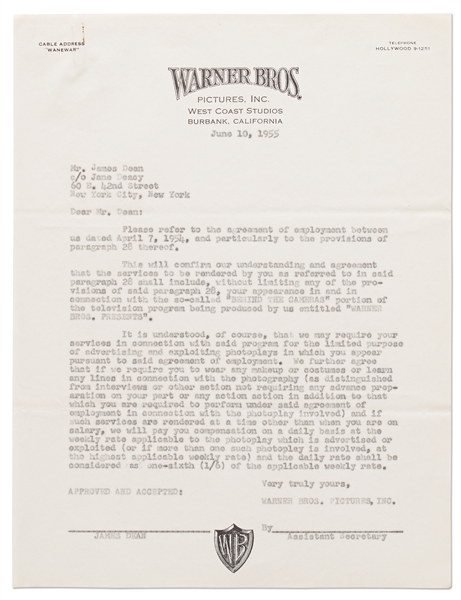 CABLE ADDRESS
"WANEWAR"
TELEPHONE
HOLLYWOOD 9-1251
WARNER BROS.
PICTURES, INC.
WEST COAST STUDIOS
BURBANK, CALIFORNIA
June 10, 1955
Mr. James Dean
c/o Jane Deacy
60 E. 42nd Street
New York City, New York
Dear Mr. Dean:
Please refer to the agreement of employment between
us dated April 7, 1954, and particularly to the provisions of
paragraph 28 thereof.
This will confirm our understanding and agreement
that the services to be rendered by you as referred to in said
paragraph 28 shall include, without limiting any of the pro-
visions of said paragraph 28, your appearance in and in
connection with the so-called "BEHIND THE CAMERAS" portion of
the television program being produced by us entitled "WARNER
BROS. PRESENTS".
It is understood, of course, that we may require your
services in connection with said program for the limited purpose
of advertising and exploiting photoplays in which you appear
pursuant to said agreement of employment. We further agree
that if we require you to wear any makeup or costumes or learn
any lines in connection with the photography (as distinguished
from interviews or other action not requiring any advance prep-
aration on your part or any action action in addition to that
which you are required to perform under said agreement of
employment in connection with the photoplay involved) and if
such services are rendered at a time other than when you are on
salary, we will pay you compensation on a daily basis at the
weekly rate applicable to the photoplay which is advertised or
exploited (or if more than one such photoplay is involved, at
the highest applicable weekly rate) and the daily rate shall be
considered as one-sixth (1/6) of the applicable weekly rate.
Very truly yours,
APPROVED AND ACCEPTED:
WARNER BROS. PICTURES, INC.
By
JAMES DEAN
Assistant Secretary
WB